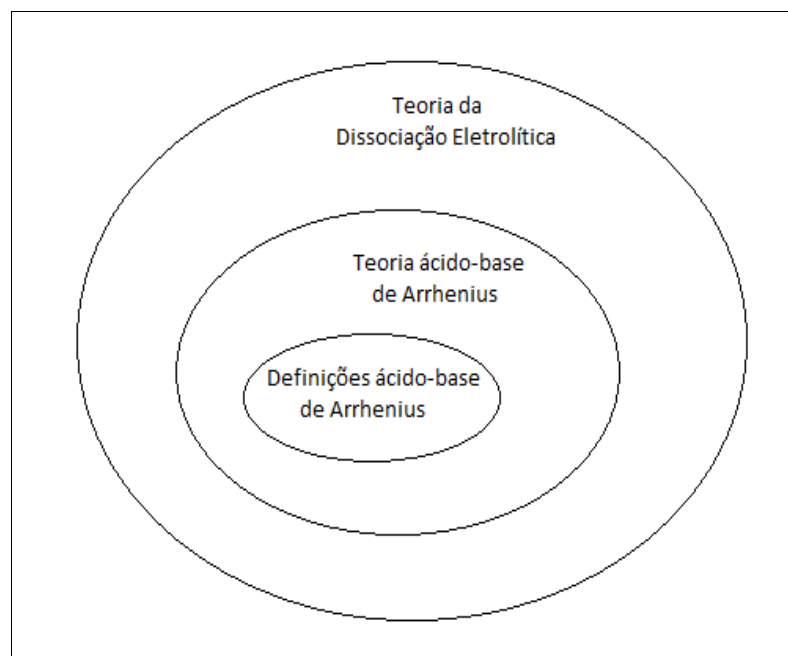 Teoria da
Dissociação Eletrolítica
Teoria ácido-base
de Arrhenius
Definições ácido-base
de Arrhenius